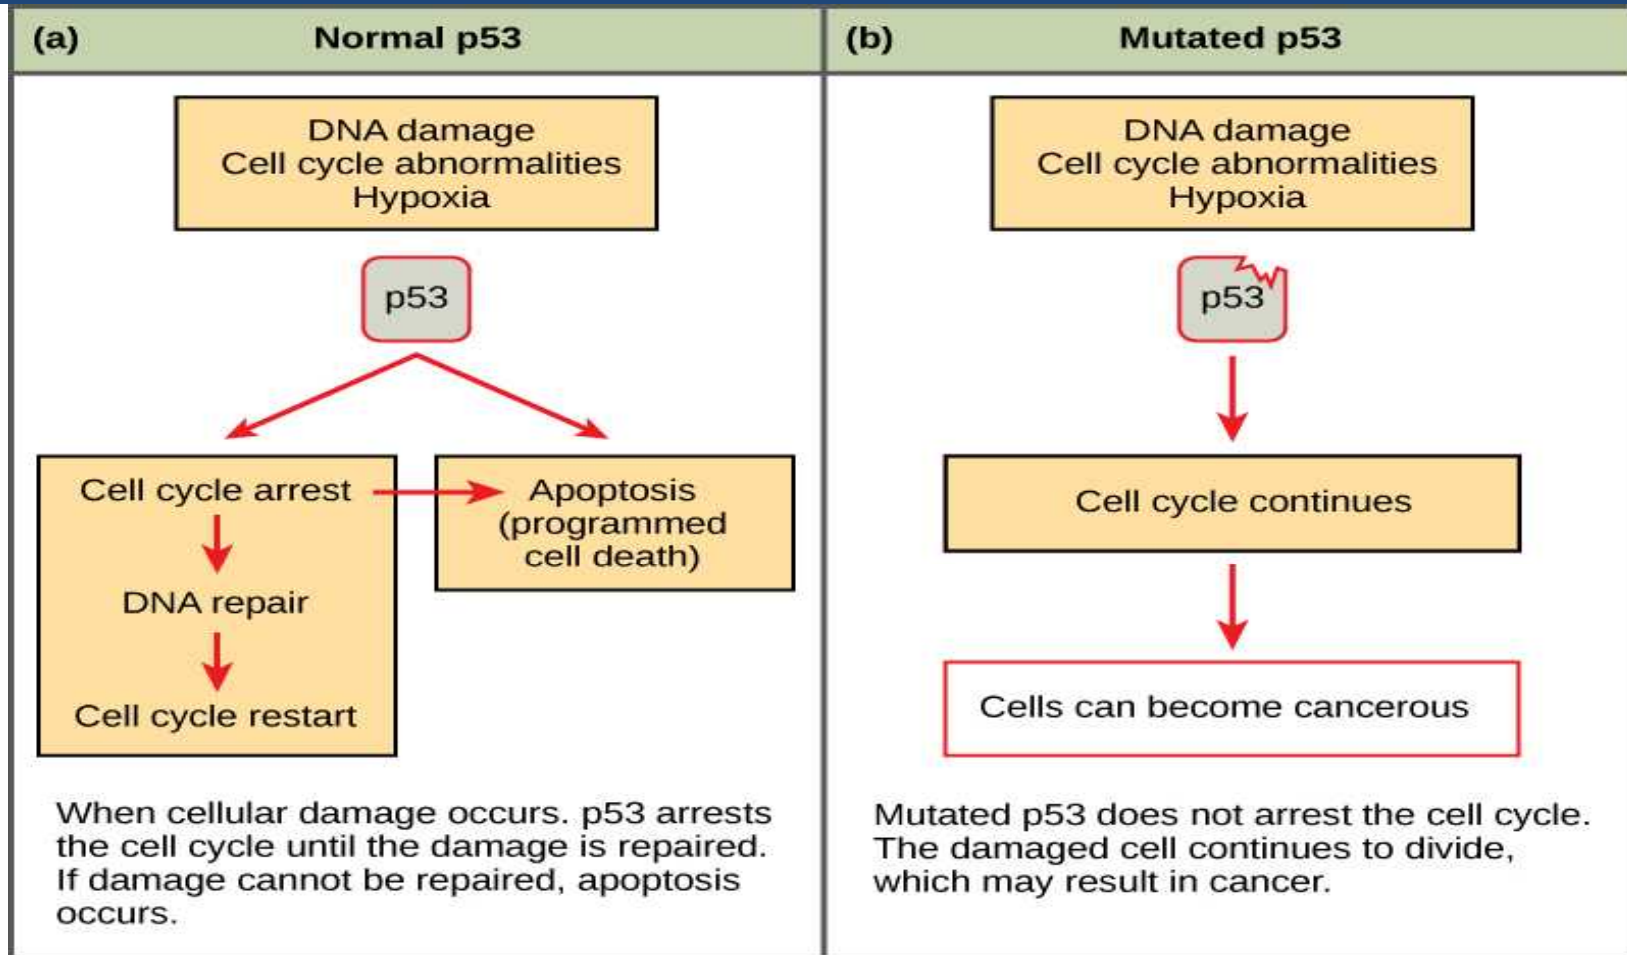 (a) Normal p53
DNA damage
Cell cycle abnormalities
Hypoxia
p53
Cell cycle arrest
DNA repair
Cell cycle restart
Apoptosis
(programmed
cell death)
When cellular damage occurs. p53 arrests
the cell cycle until the damage is repaired.
If damage cannot be repaired, apoptosis
occurs.
(b) Mutated p53
DNA damage
Cell cycle abnormalities
Hypoxia
p53
Cell cycle continues
Cells can become cancerous
Mutated p53 does not arrest the cell cycle.
The damaged cell continues to divide,
which may result in cancer.